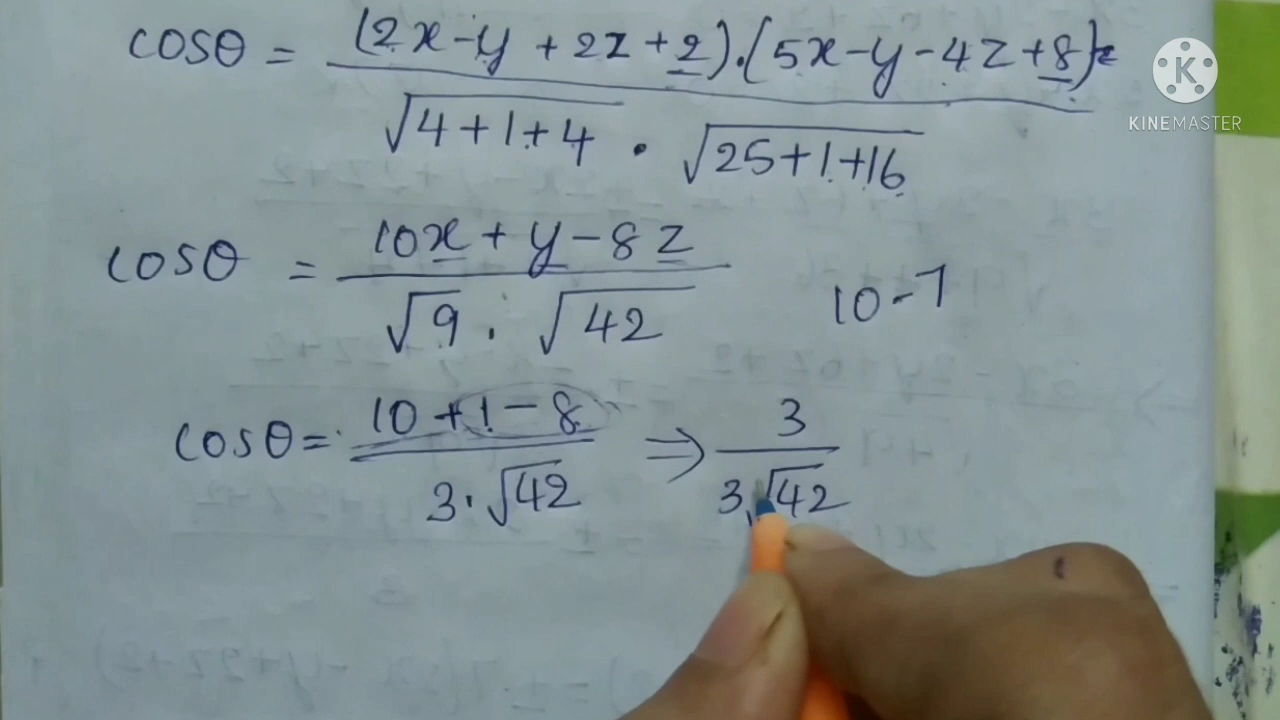 cosθ = (2x-y+2z+2).(5x-y-4z+8)
√4+1+4 . √25+1+16
K
KINEMASTER
cosθ = 10x+y-8z
√9 . √42
10-7
cosθ = 10+1-8 ⇒ 3
3.√42 3√42